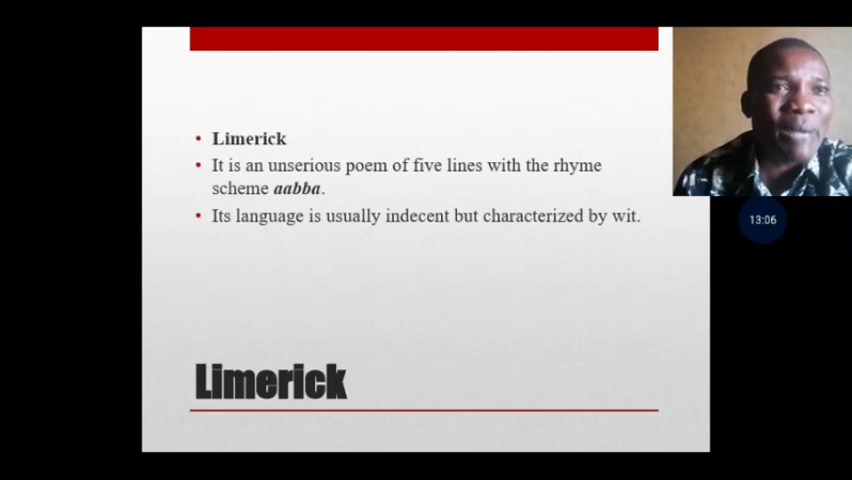 Limerick
It is an unserious poem of five lines with the rhyme
scheme aabba.
Its language is usually indecent but characterized by wit.
13:06
Limerick